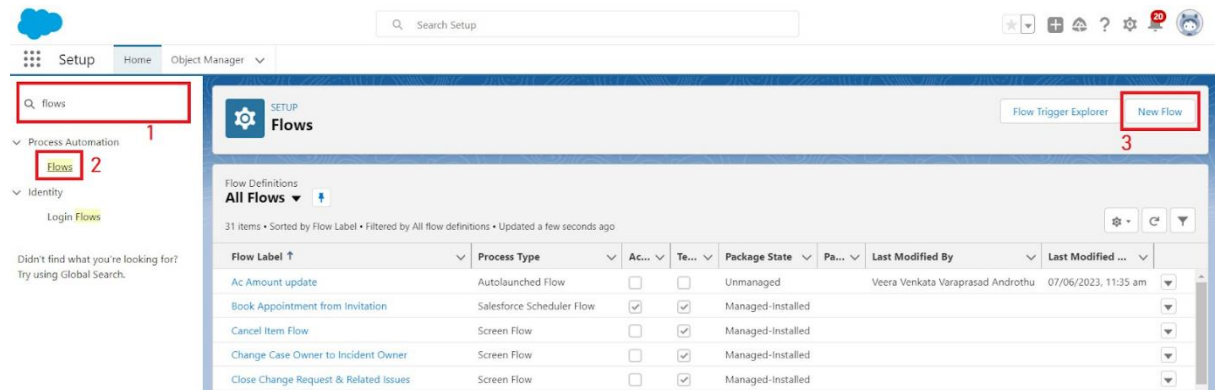 Search Setup
20
Setup Home Object Manager
flows
1
Process Automation
Flows 2
Identity
Login Flows
Didn't find what you're looking for?
Try using Global Search.
SETUP
Flows
Flow Trigger Explorer New Flow
3
Flow Definitions
All Flows
31 items • Sorted by Flow Label • Filtered by All flow definitions • Updated a few seconds ago
Flow Label ↑ Process Type Ac... Te... Package State Pa... Last Modified By Last Modified ...
Ac Amount update Autolaunched Flow Unmanaged Veera Venkata Varaprasad Androthu 07/06/2023, 11:35 am
Book Appointment from Invitation Salesforce Scheduler Flow Managed-Installed
Cancel Item Flow Screen Flow Managed-Installed
Change Case Owner to Incident Owner Screen Flow Managed-Installed
Close Change Request & Related Issues Screen Flow Managed-Installed